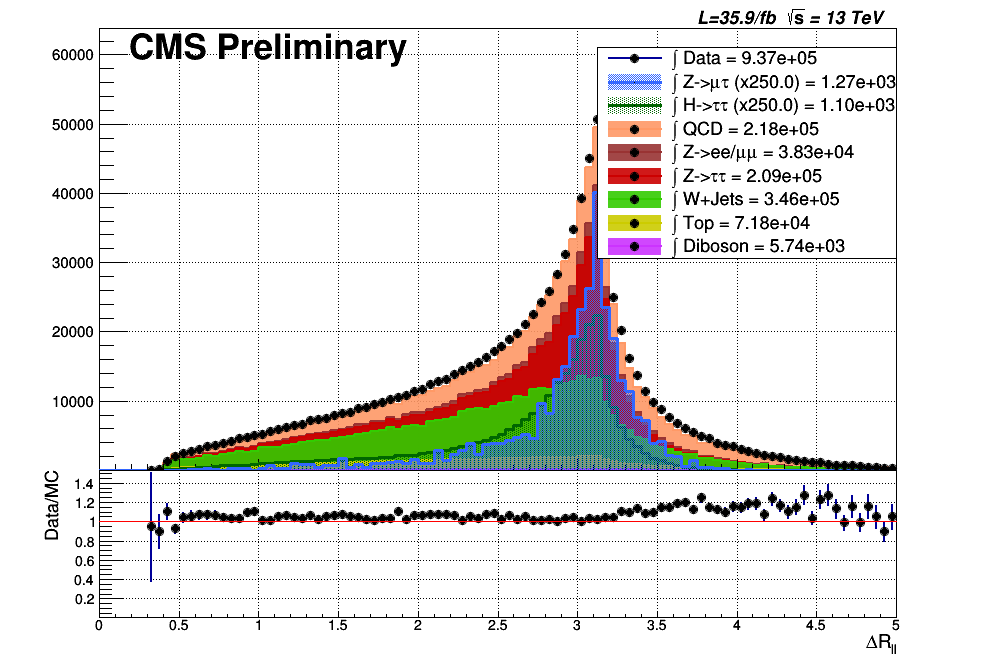 L=35.9/fb √s = 13 TeV
CMS Preliminary
∫ Data = 9.37e+05
∫ Z->μτ (x250.0) = 1.27e+03
∫ H->ττ (x250.0) = 1.10e+03
∫ QCD = 2.18e+05
∫ Z->ee/μμ = 3.83e+04
∫ Z->ττ = 2.09e+05
∫ W+Jets = 3.46e+05
∫ Top = 7.18e+04
∫ Diboson = 5.74e+03
60000
50000
40000
30000
20000
10000
Data/MC
1.4
1.2
1
0.8
0.6
0.4
0.2
0 0.5 1 1.5 2 2.5 3 3.5 4 4.5 5
ΔR_ll